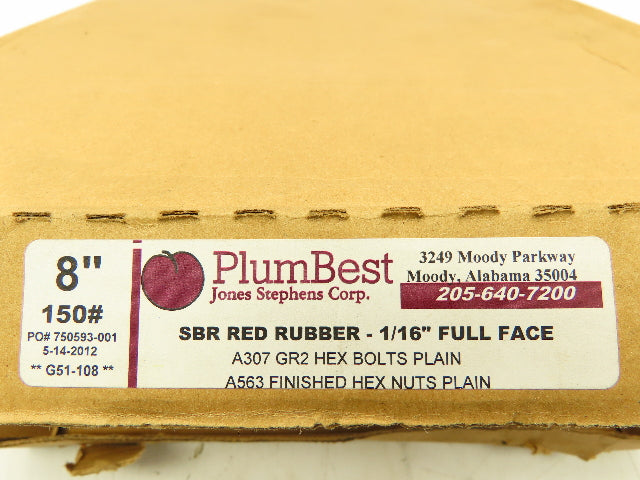 8"
150#
PO# 750593-001
5-14-2012
** G51-108 **
PlumBest
Jones Stephens Corp.
3249 Moody Parkway
Moody, Alabama 35004
205-640-7200
SBR RED RUBBER - 1/16" FULL FACE
A307 GR2 HEX BOLTS PLAIN
A563 FINISHED HEX NUTS PLAIN